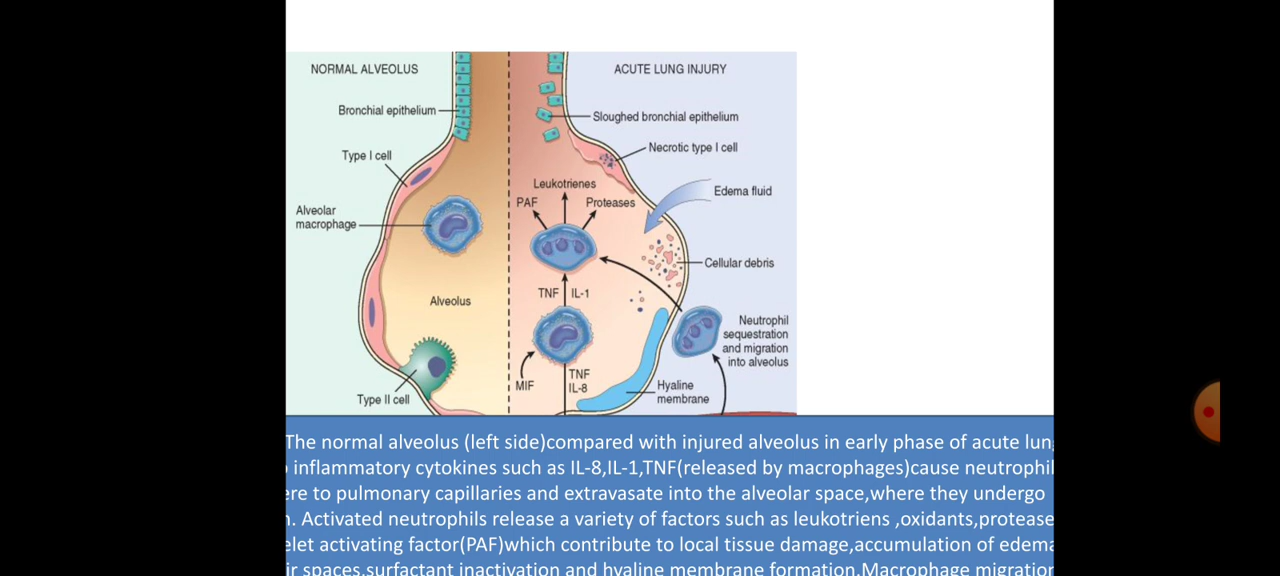 NORMAL ALVEOLUS
ACUTE LUNG INJURY
Bronchial epithelium
Sloughed bronchial epithelium
Type I cell
Necrotic type I cell
Leukotrienes
PAF
Proteases
Edema fluid
Alveolar
macrophage
Cellular debris
TNF IL-1
Alveolus
Neutrophil
sequestration
and migration
into alveolus
MIF
TNF
IL-8
Hyaline
membrane
Type II cell
The normal alveolus (left side)compared with injured alveolus in early phase of acute lun
inflammatory cytokines such as IL-8,IL-1,TNF(released by macrophages)cause neutrophil
ere to pulmonary capillaries and extravasate into the alveolar space,where they undergo
n. Activated neutrophils release a variety of factors such as leukotriens ,oxidants,protease
elet activating factor(PAF)which contribute to local tissue damage,accumulation of edema
ir spaces,surfactant inactivation and hyaline membrane formation.Macrophage migration